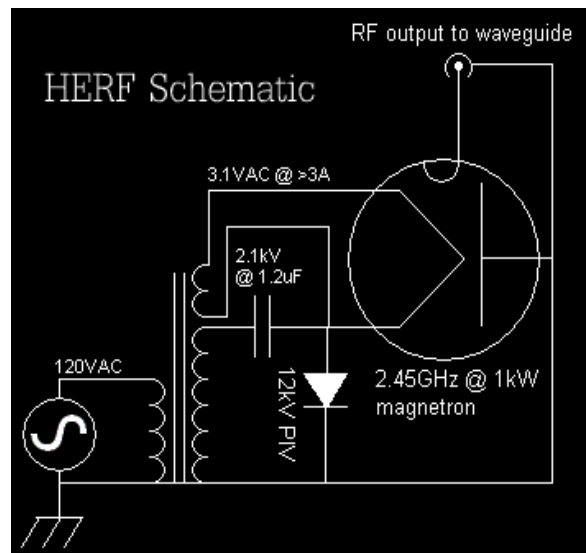 RF output to waveguide
HERF Schematic
3.1VAC @ >3A
2.1kV
@ 1.2uF
120VAC
12kV PIV
2.45GHz @ 1kW
magnetron